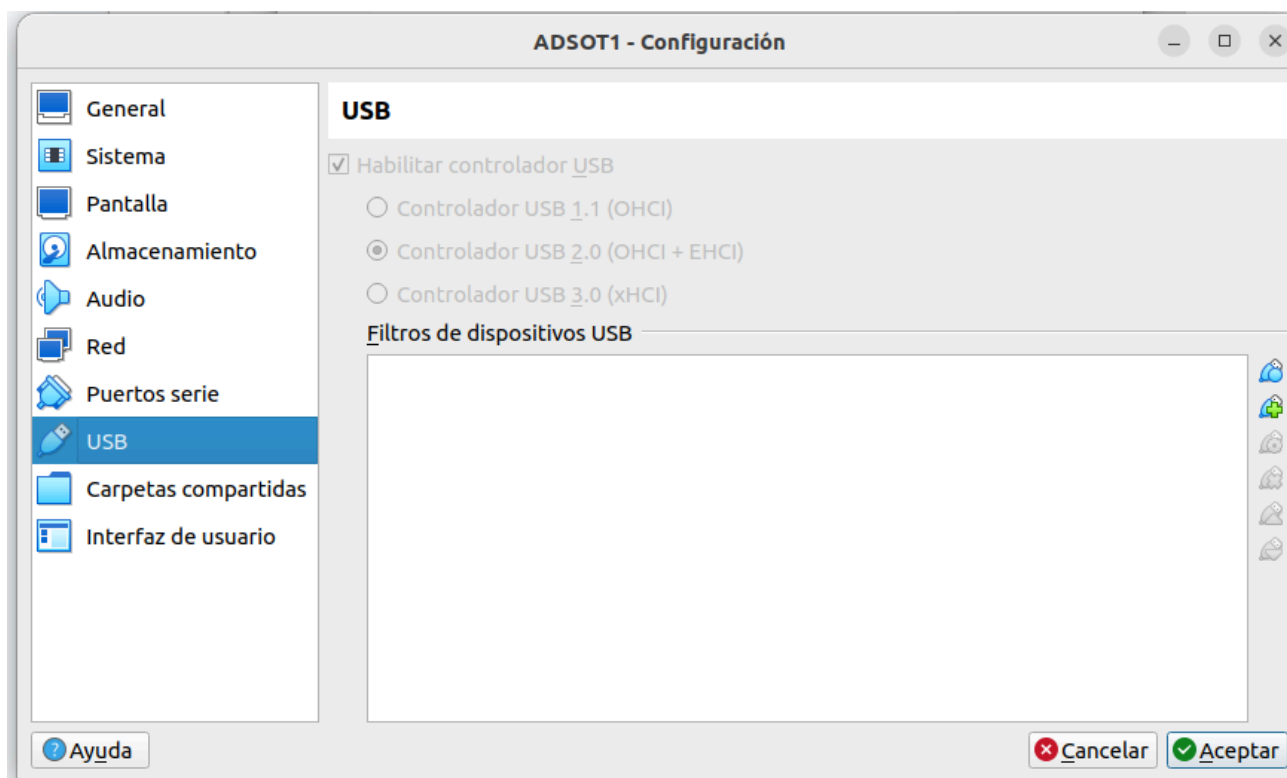 ADSOT1 - Configuración
General
Sistema
Pantalla
Almacenamiento
Audio
Red
Puertos serie
USB
Carpetas compartidas
Interfaz de usuario
USB
Habilitar controlador USB
Controlador USB 1.1 (OHCI)
Controlador USB 2.0 (OHCI + EHCI)
Controlador USB 3.0 (xHCI)
Filtros de dispositivos USB
Ayuda
Cancelar
Aceptar